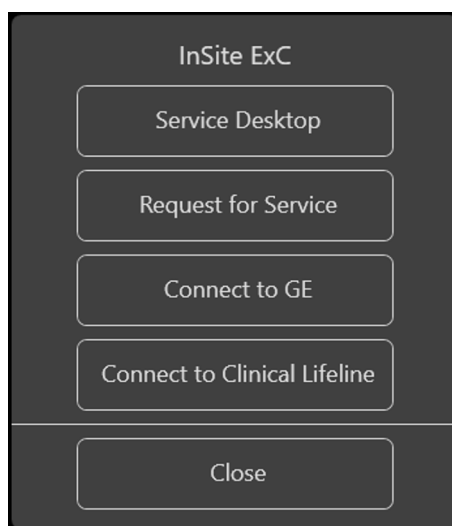 InSite ExC
Service Desktop
Request for Service
Connect to GE
Connect to Clinical Lifeline
Close